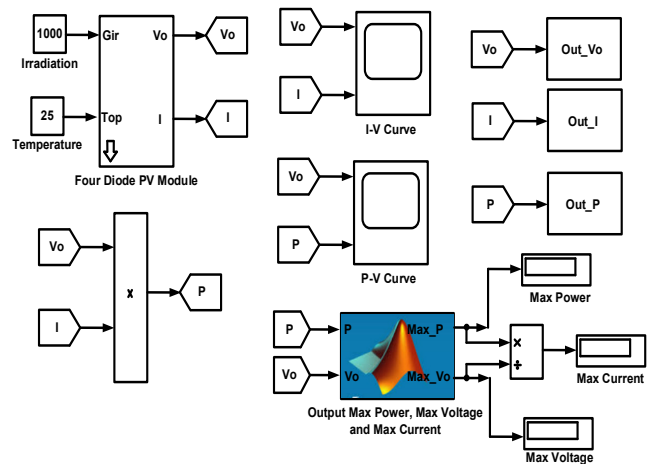 1000
Irradiation
Gir
Vo
Vo
25
Temperature
Top
I
I
Four Diode PV Module
Vo
I
I-V Curve
Vo
Out_Vo
I
Out_I
P
Out_P
Vo
P
P-V Curve
Vo
I
x
P
P
Vo
P
Vo
Max_P
Max_Vo
Output Max Power, Max Voltage
and Max Current
×
÷
Max Power
Max Current
Max Voltage